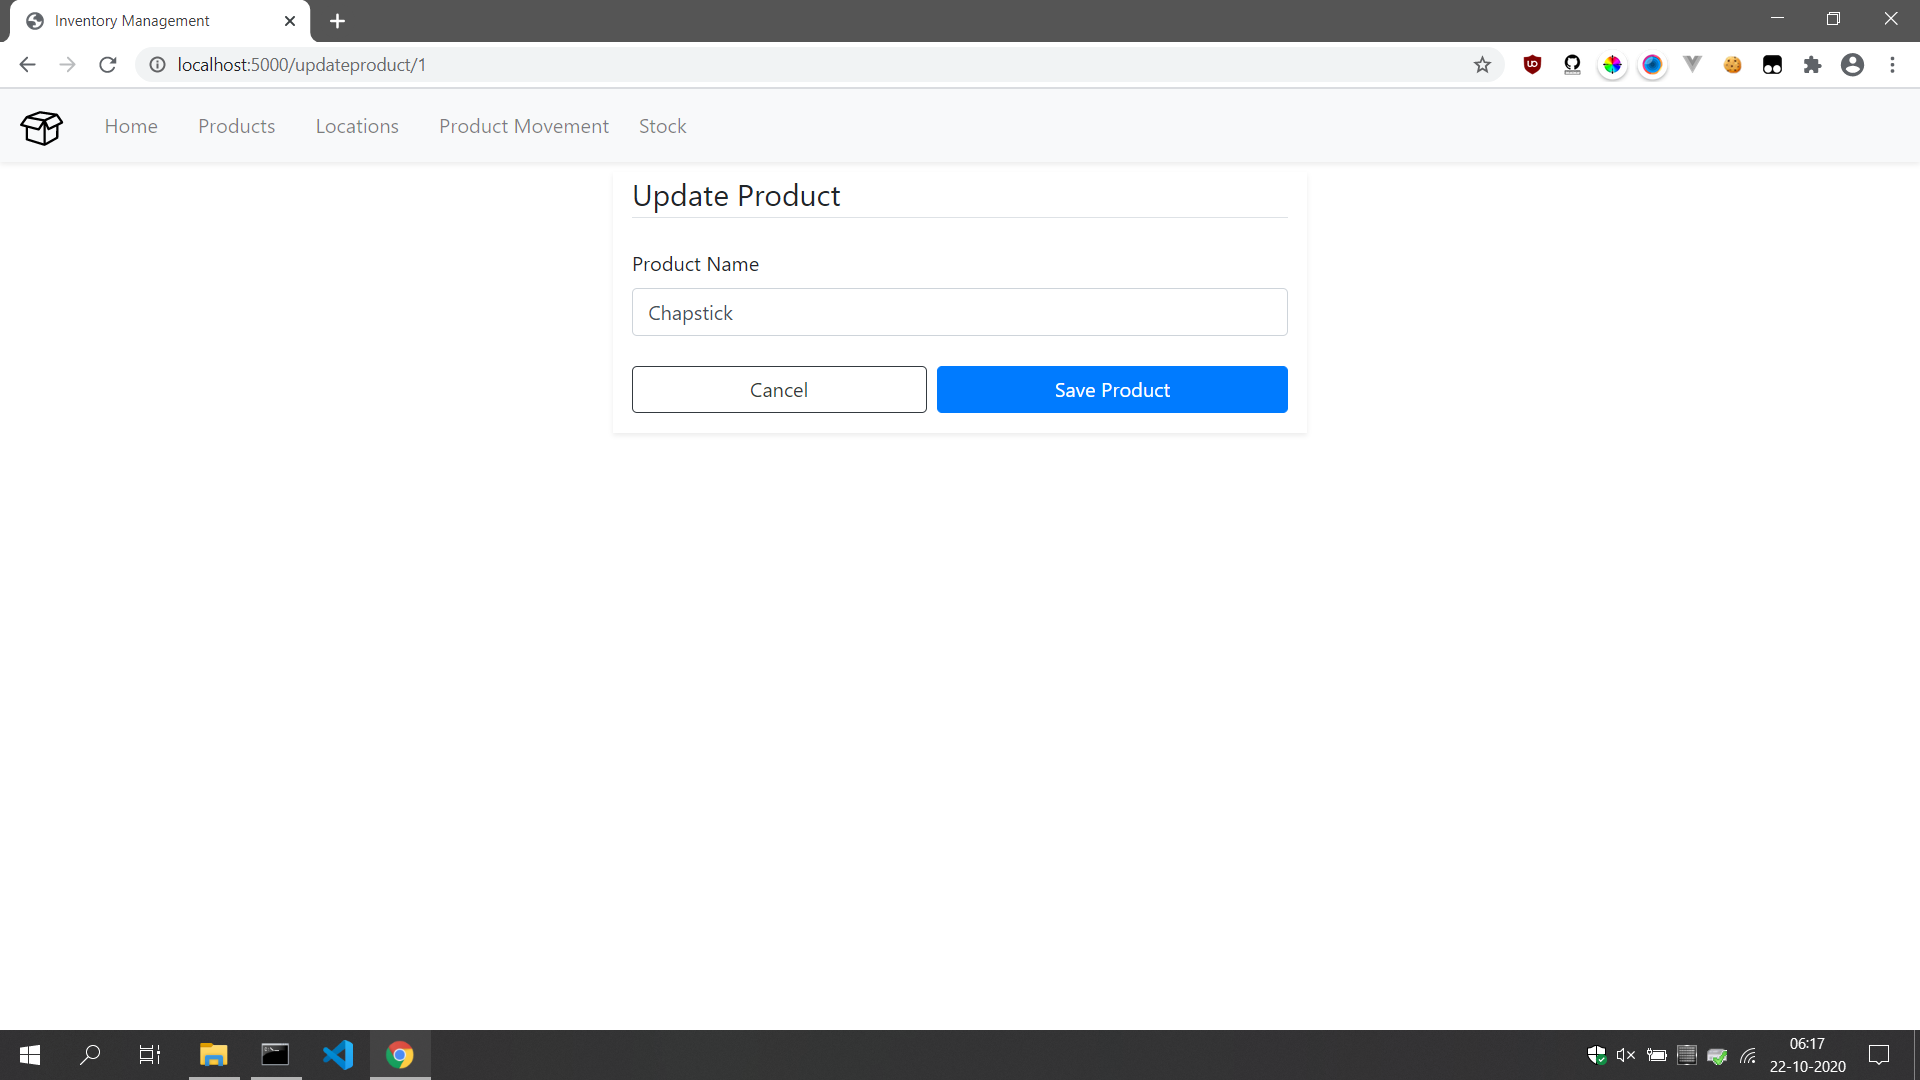 Inventory Management
localhost:5000/updateproduct/1
Home Products Locations Product Movement Stock
Update Product
Product Name
Chapstick
Cancel Save Product
06:17
22-10-2020